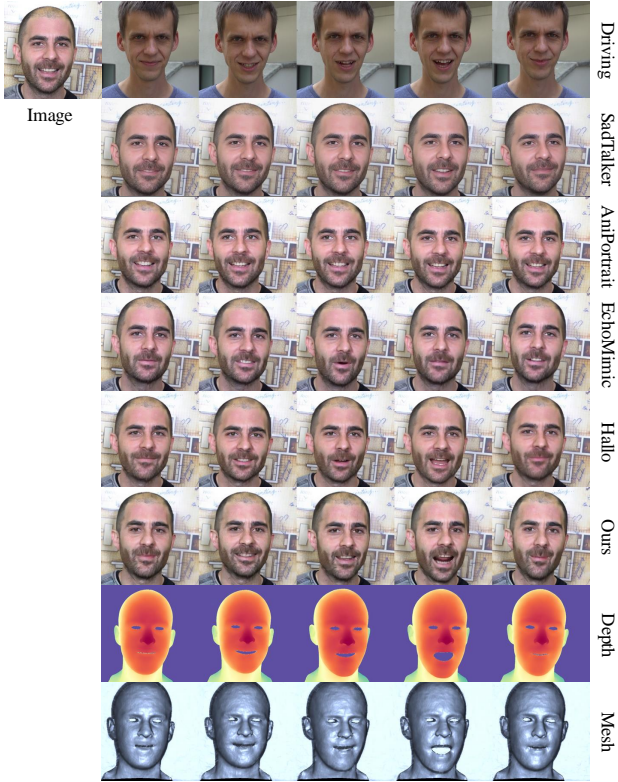 Image
Driving
SadTalker
AniPortrait
EchoMimic
Hallo
Ours
Depth
Mesh